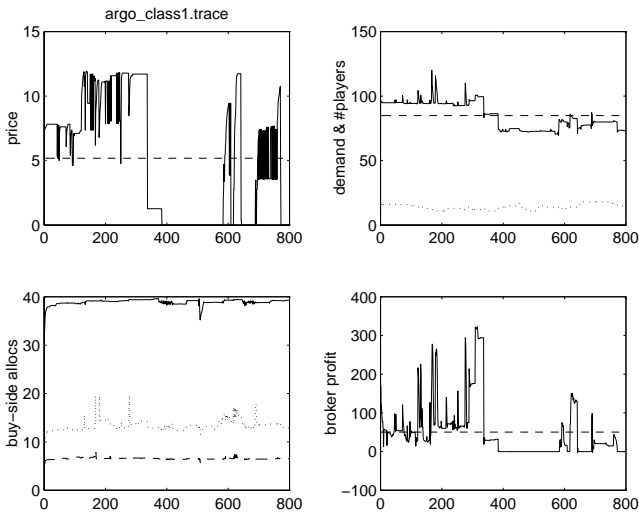 argo_class1.trace
price
15
10
5
0
0 200 400 600 800
demand & #players
150
100
50
0
0 200 400 600 800
buy−side allocs
40
30
20
10
0
0 200 400 600 800
broker profit
400
300
200
100
0
−100
0 200 400 600 800